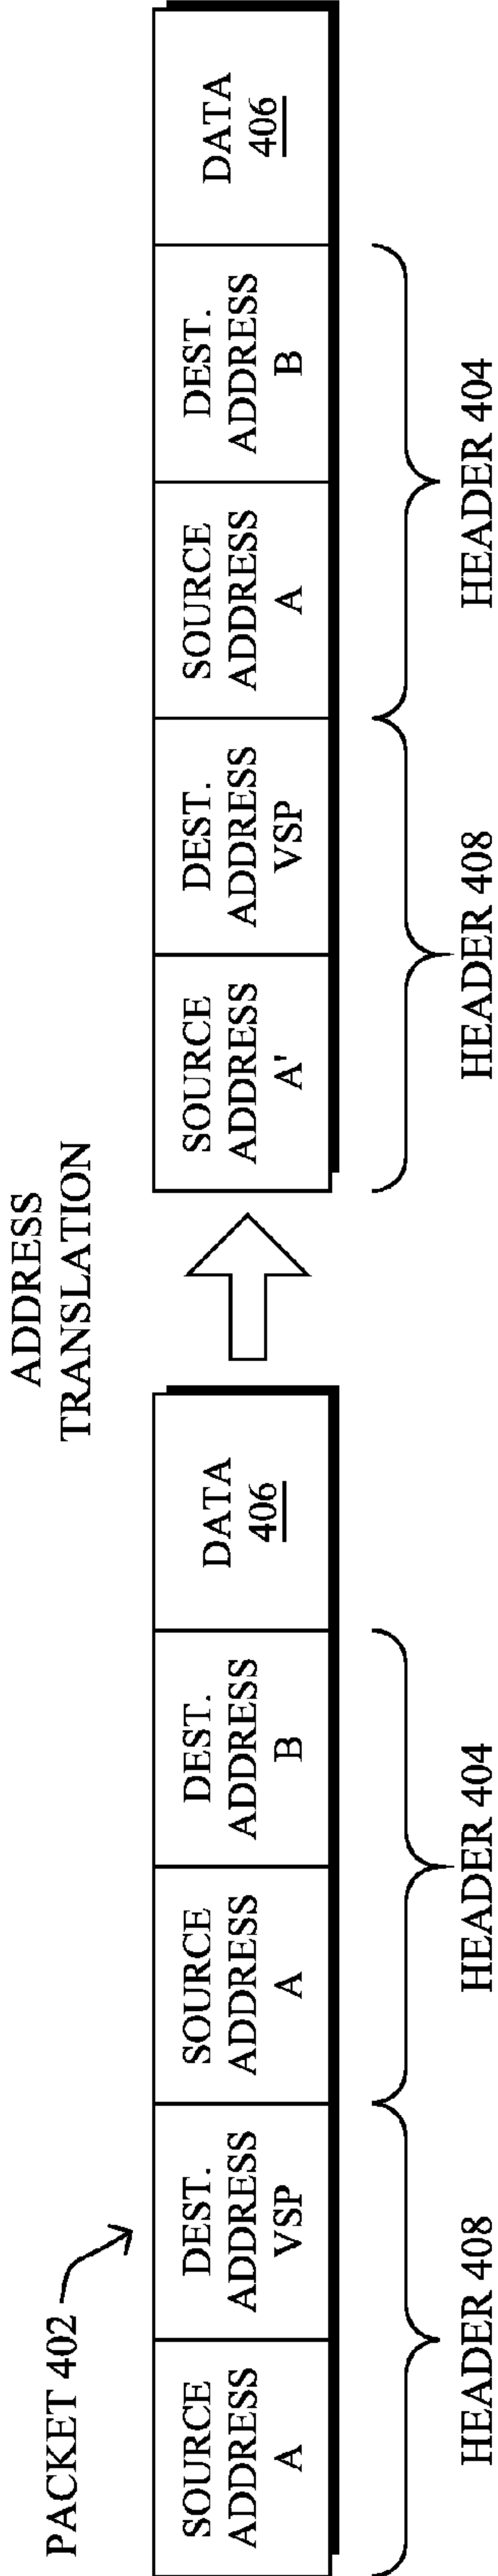 ADDRESS
TRANSLATION
PACKET 402
SOURCE
ADDRESS
A
DEST.
ADDRESS
VSP
SOURCE
ADDRESS
A
DEST.
ADDRESS
B
DATA
406
HEADER 408
HEADER 404
SOURCE
ADDRESS
A'
DEST.
ADDRESS
VSP
SOURCE
ADDRESS
A
DEST.
ADDRESS
B
DATA
406
HEADER 408
HEADER 404